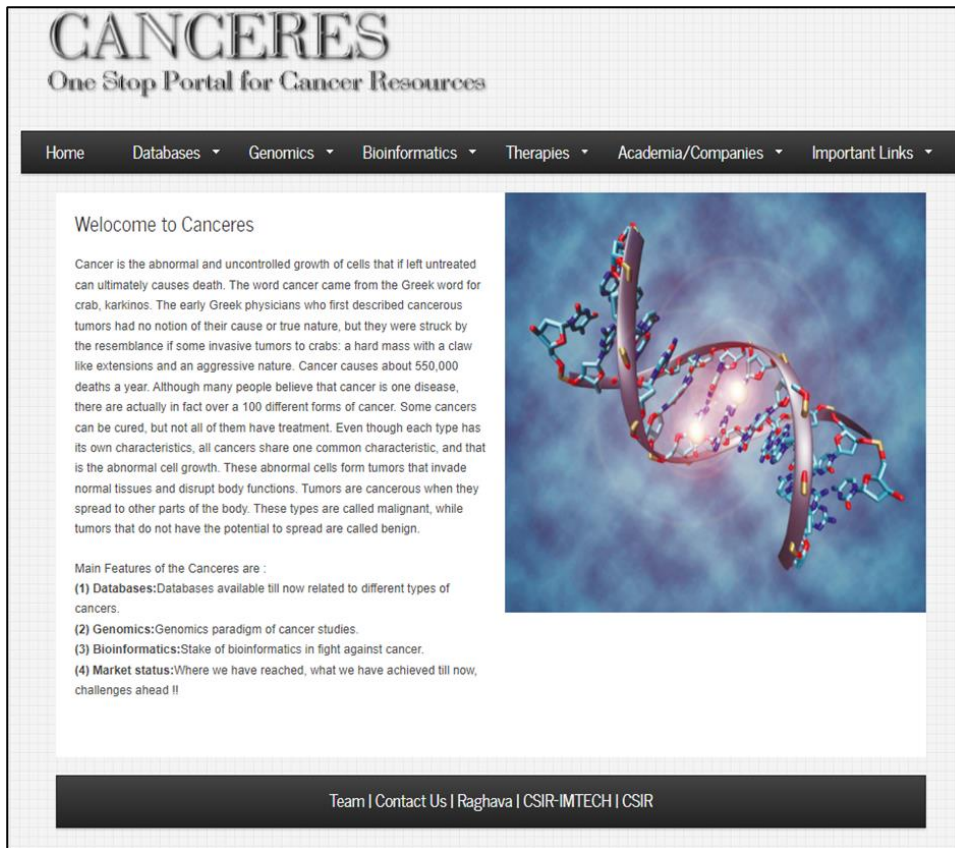 CANCERES
One Stop Portal for Cancer Resources
Home Databases Genomics Bioinformatics Therapies Academia/Companies Important Links
Welocome to Canceres
Cancer is the abnormal and uncontrolled growth of cells that if left untreated
can ultimately causes death. The word cancer came from the Greek word for
crab, karkinos. The early Greek physicians who first described cancerous
tumors had no notion of their cause or true nature, but they were struck by
the resemblance if some invasive tumors to crabs: a hard mass with a claw
like extensions and an aggressive nature. Cancer causes about 550,000
deaths a year. Although many people believe that cancer is one disease,
there are actually in fact over a 100 different forms of cancer. Some cancers
can be cured, but not all of them have treatment. Even though each type has
its own characteristics, all cancers share one common characteristic, and that
is the abnormal cell growth. These abnormal cells form tumors that invade
normal tissues and disrupt body functions. Tumors are cancerous when they
spread to other parts of the body. These types are called malignant, while
tumors that do not have the potential to spread are called benign.
Main Features of the Canceres are :
(1) Databases:Databases available till now related to different types of
cancers.
(2) Genomics:Genomics paradigm of cancer studies.
(3) Bioinformatics:Stake of bioinformatics in fight against cancer.
(4) Market status:Where we have reached, what we have achieved till now,
challenges ahead !!
Team | Contact Us | Raghava | CSIR-IMTECH | CSIR